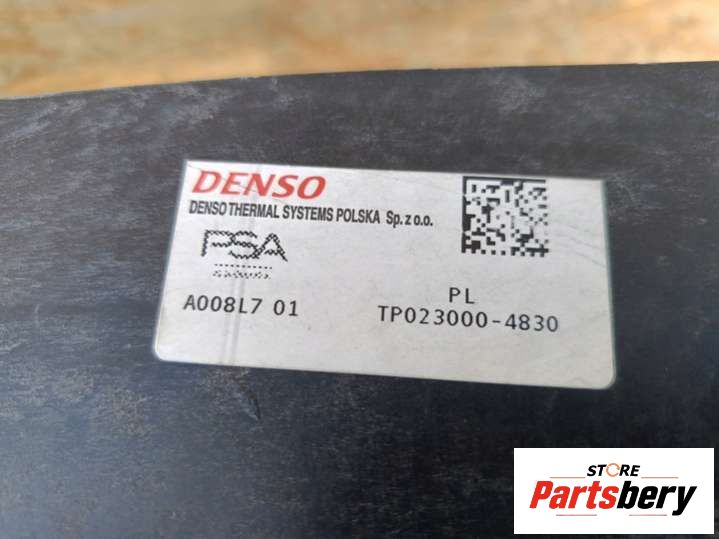 DENSO
DENSO THERMAL SYSTEMS POLSKA Sp. z o.o.
PSA
A008L7 01
PL
TP023000-4830
STORE
Partsbery